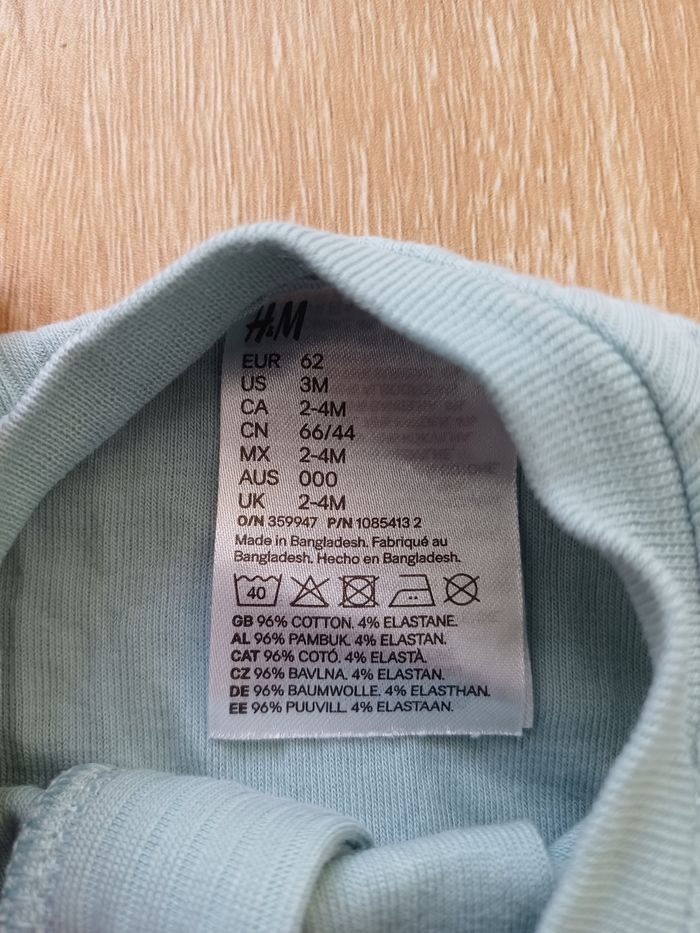 H&M
EUR 62
US 3M
CA 2-4M
CN 66/44
MX 2-4M
AUS 000
UK 2-4M
O/N 359947 P/N 1085413 2
Made in Bangladesh. Fabriqué au
Bangladesh. Hecho en Bangladesh.
40
GB 96% COTTON. 4% ELASTANE.
AL 96% PAMBUK. 4% ELASTAN.
CAT 96% COTÓ. 4% ELASTÀ.
CZ 96% BAVLNA. 4% ELASTAN.
DE 96% BAUMWOLLE. 4% ELASTHAN.
EE 96% PUUVILL. 4% ELASTAAN.